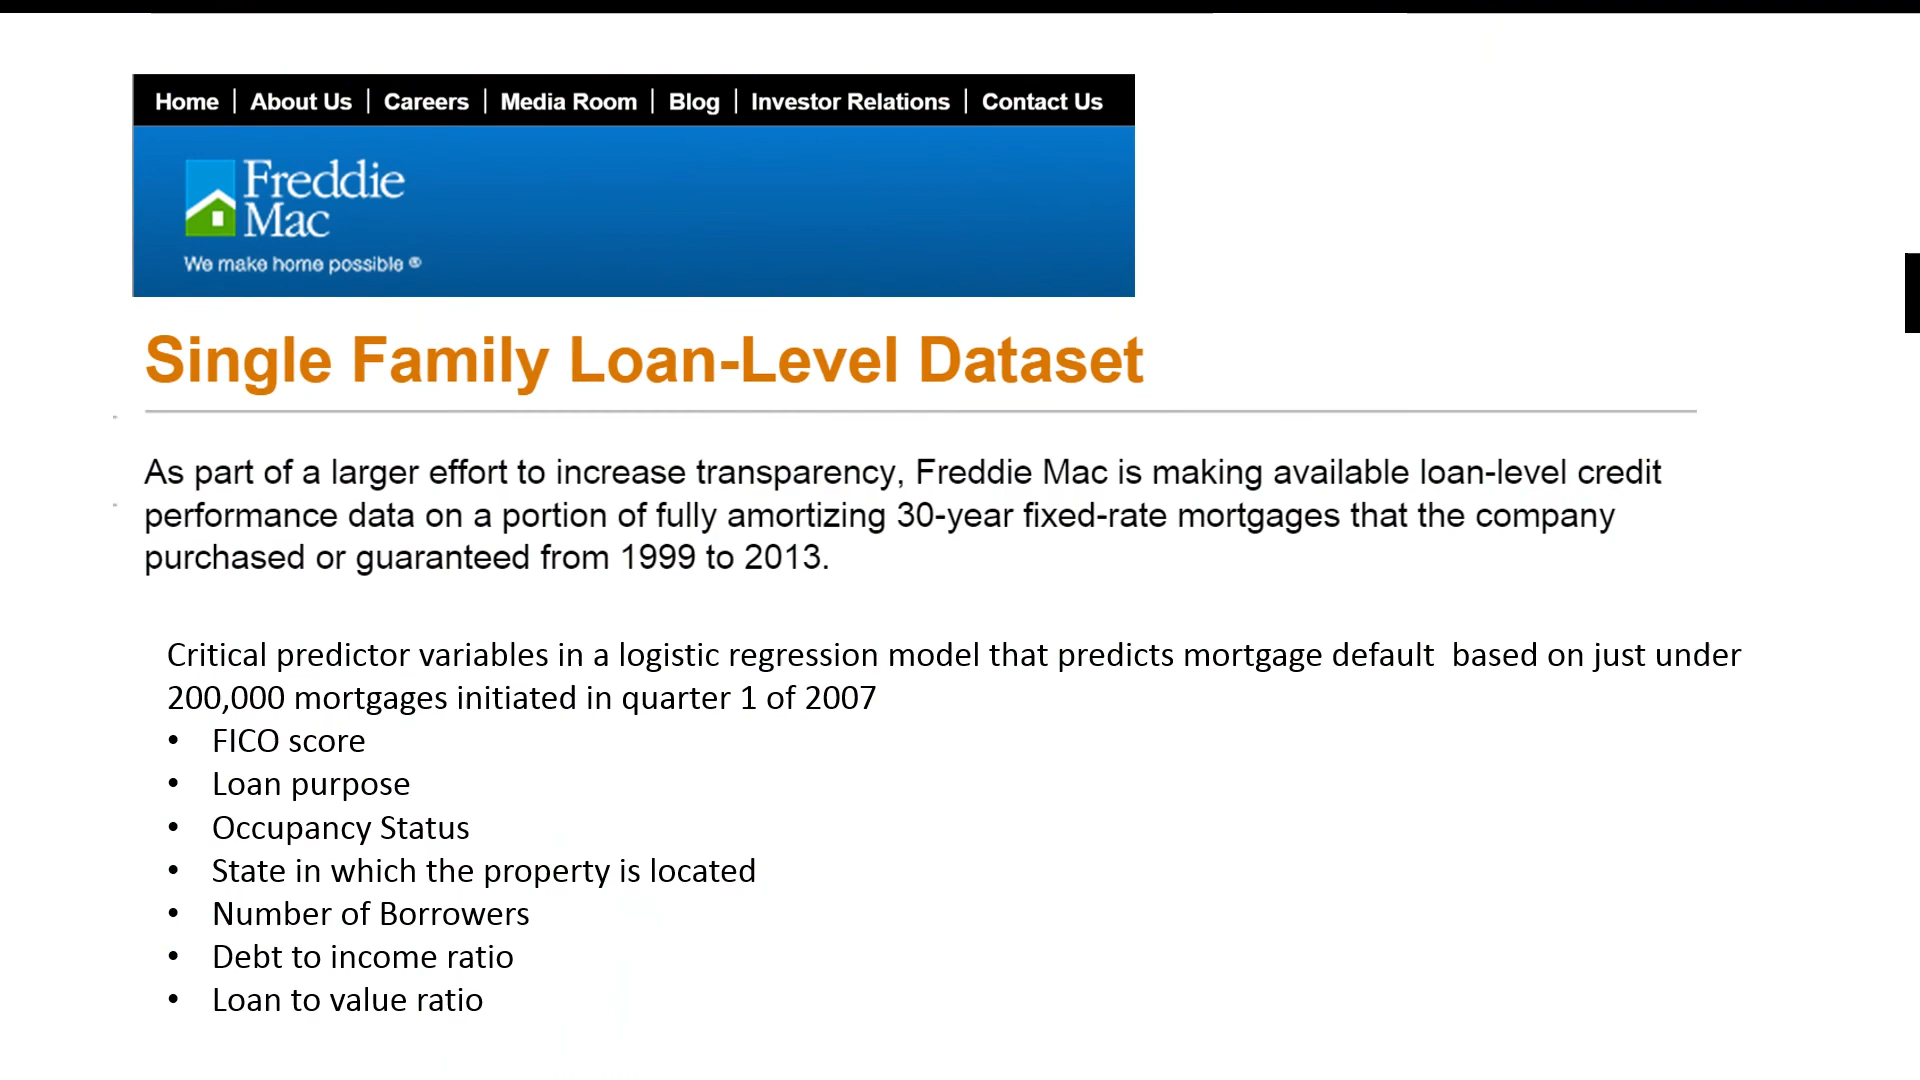 Home | About Us | Careers | Media Room | Blog | Investor Relations | Contact Us
Freddie
Mac
We make home possible ®
Single Family Loan-Level Dataset
As part of a larger effort to increase transparency, Freddie Mac is making available loan-level credit
performance data on a portion of fully amortizing 30-year fixed-rate mortgages that the company
purchased or guaranteed from 1999 to 2013.
Critical predictor variables in a logistic regression model that predicts mortgage default  based on just under
200,000 mortgages initiated in quarter 1 of 2007
• FICO score
• Loan purpose
• Occupancy Status
• State in which the property is located
• Number of Borrowers
• Debt to income ratio
• Loan to value ratio